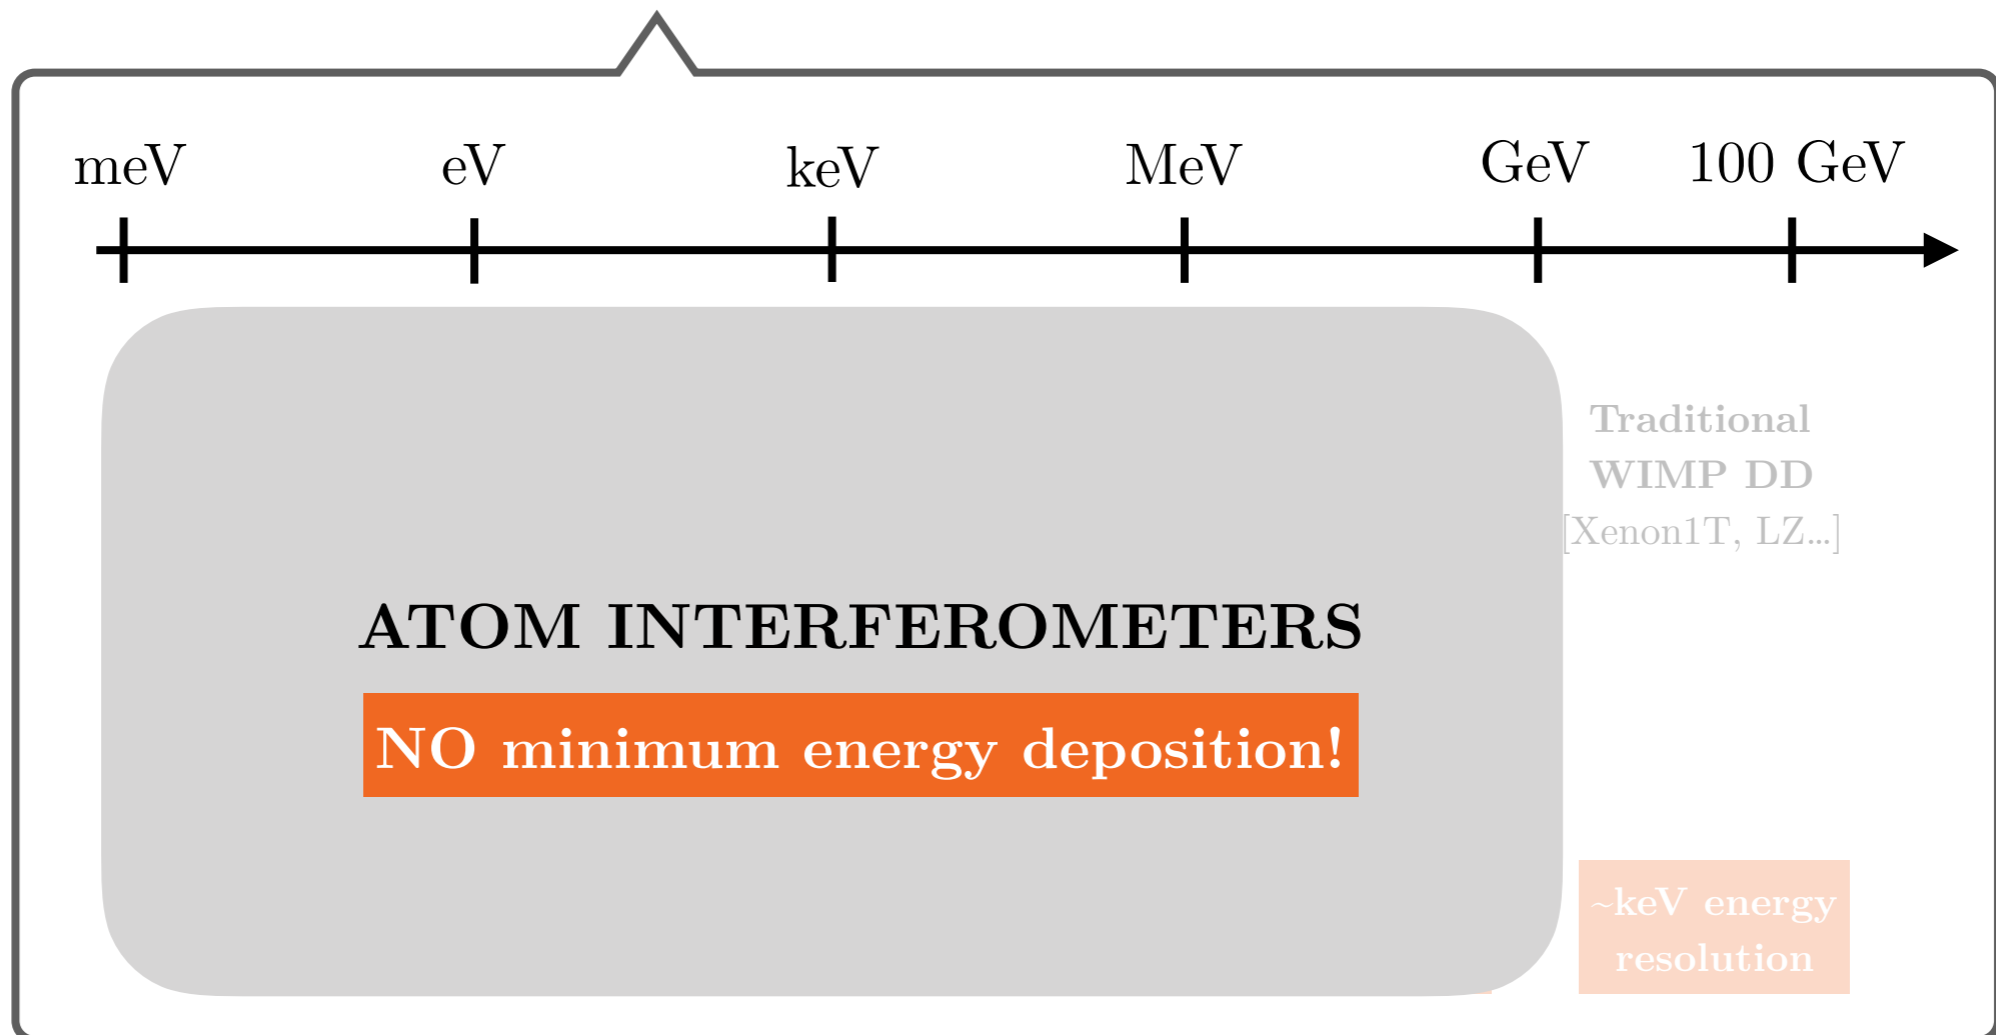 meV eV keV MeV GeV 100 GeV
Traditional
WIMP DD
[Xenon1T, LZ…]
ATOM INTERFEROMETERS
NO minimum energy deposition!
~keV energy
resolution